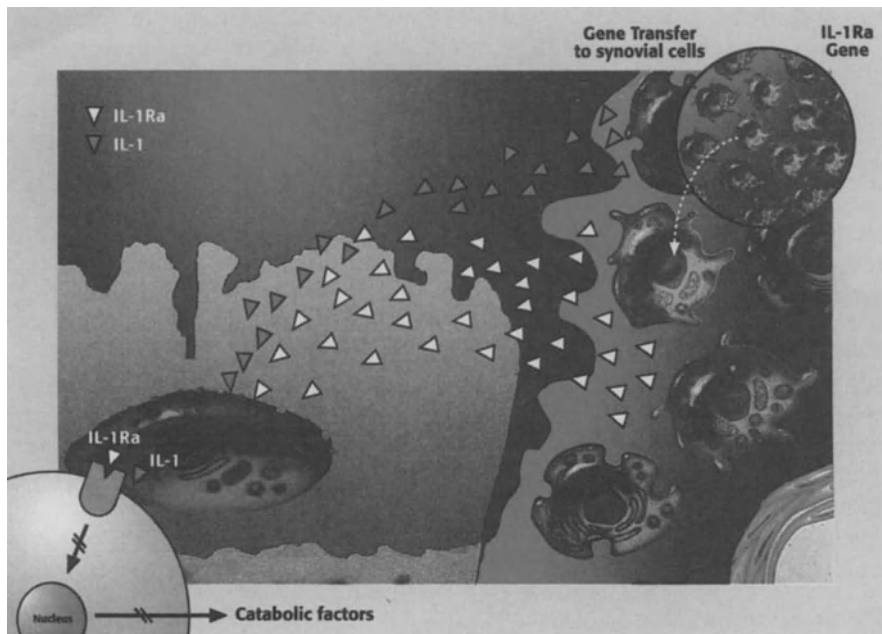 Gene Transfer
to synovial cells
IL-1Ra
Gene
IL-1Ra
IL-1
IL-1Ra
IL-1
Nucleus
Catabolic factors